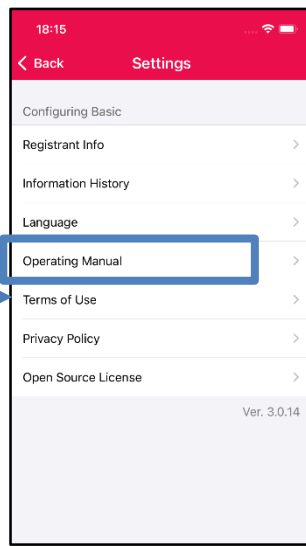 18:15
Back Settings
Configuring Basic
Registrant Info
Information History
Language
Operating Manual
Terms of Use
Privacy Policy
Open Source License
Ver. 3.0.14